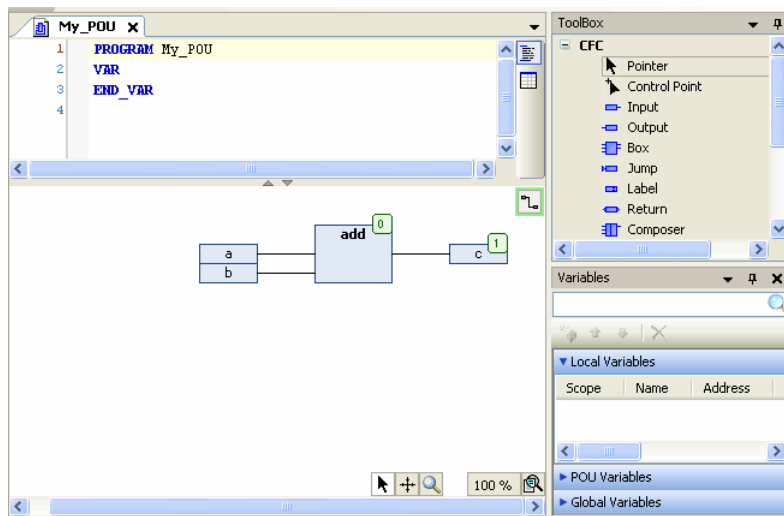 My_POU
1 PROGRAM My_POU
2 VAR
3 END_VAR
4
add
0
a
b
c
1
100 %
ToolBox
CFC
Pointer
Control Point
Input
Output
Box
Jump
Label
Return
Composer
Variables
Local Variables
Scope Name Address
POU Variables
Global Variables